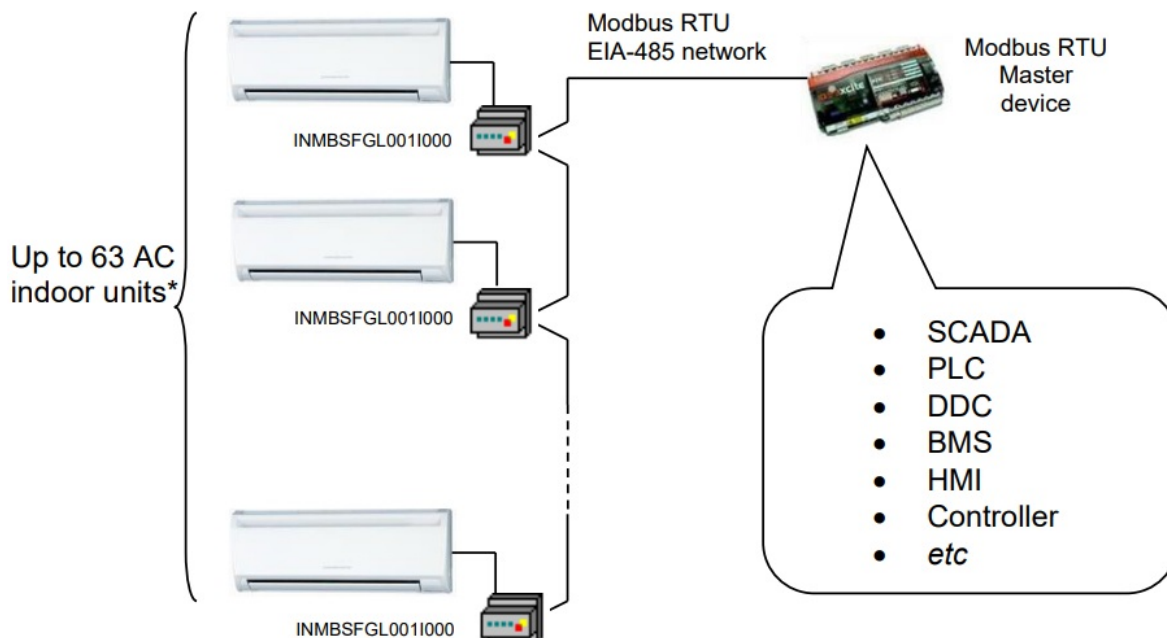 Modbus RTU
EIA-485 network
Modbus RTU
Master
device
INMBSFGL001I000
Up to 63 AC
indoor units*
INMBSFGL001I000
• SCADA
• PLC
• DDC
• BMS
• HMI
• Controller
• etc
INMBSFGL001I000